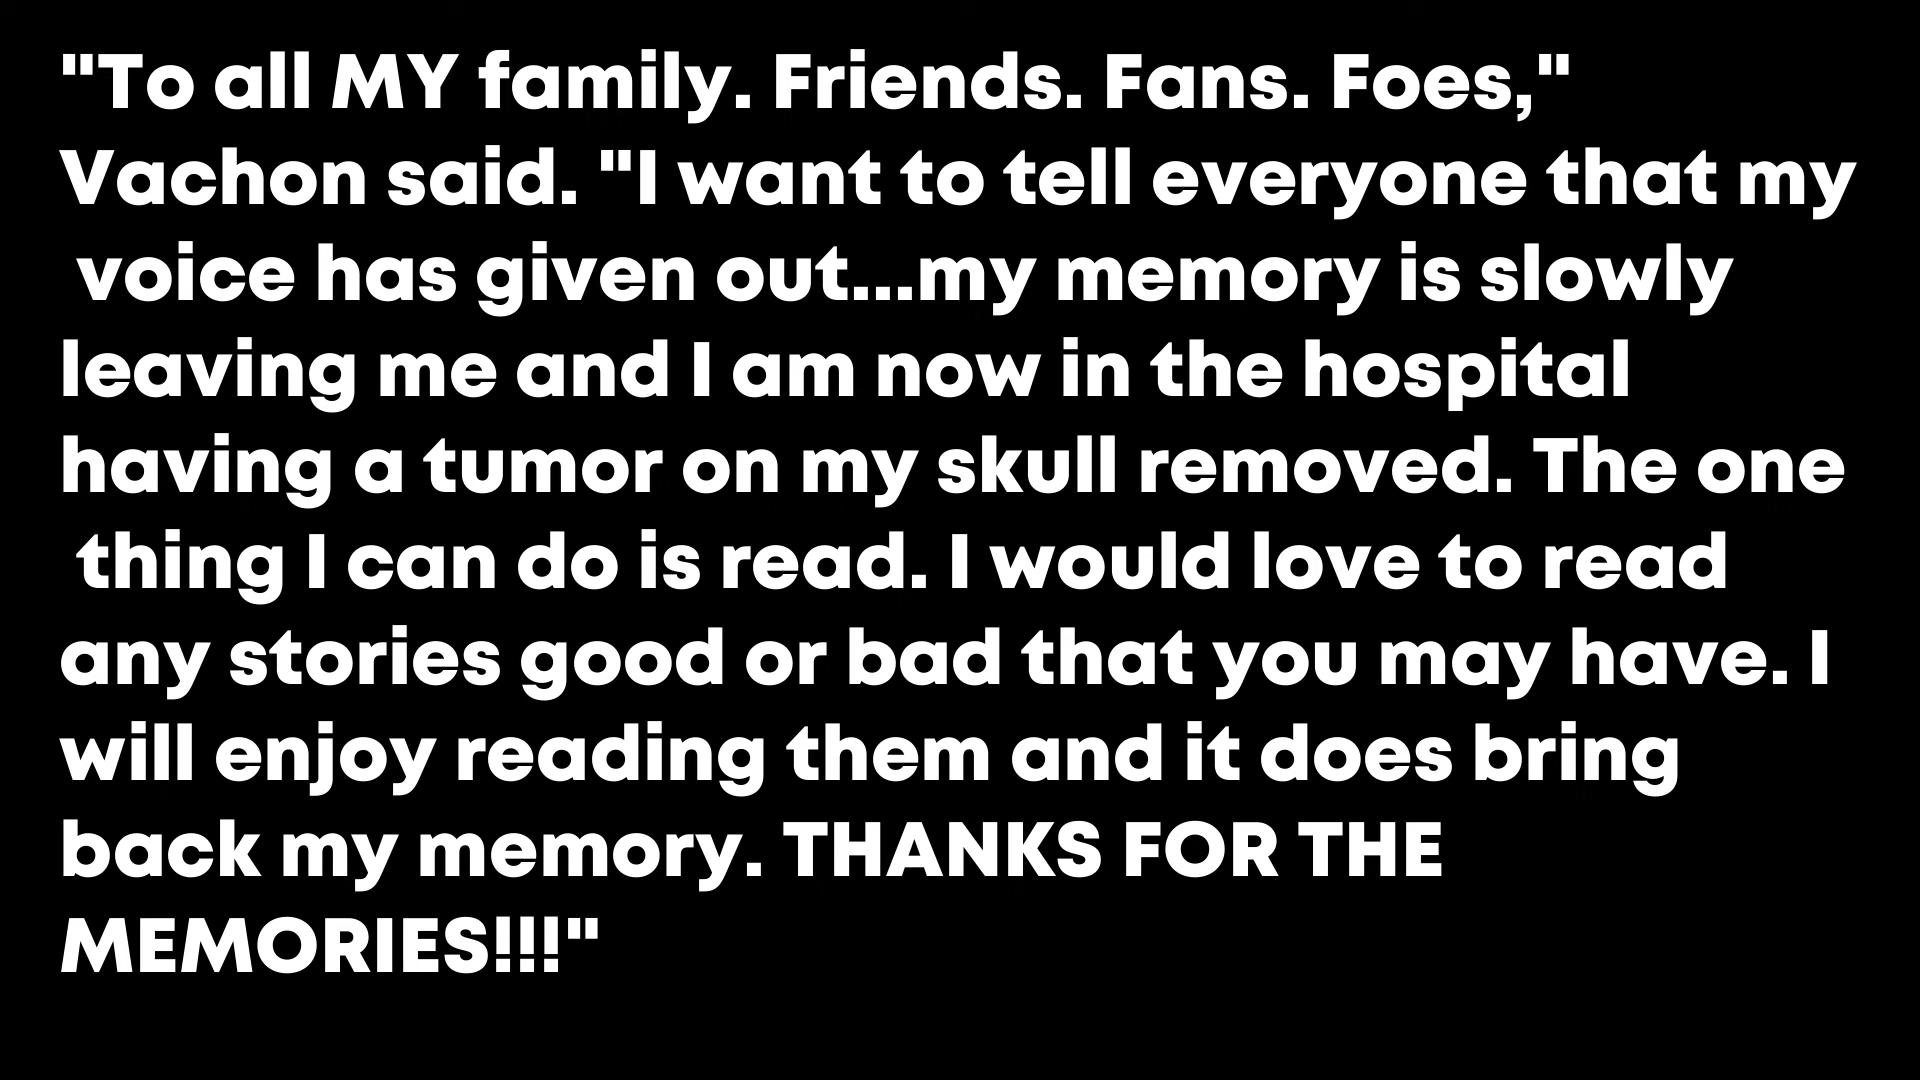 "To all MY family. Friends. Fans. Foes,"
Vachon said. "I want to tell everyone that my
voice has given out...my memory is slowly
leaving me and I am now in the hospital
having a tumor on my skull removed. The one
thing I can do is read. I would love to read
any stories good or bad that you may have. I
will enjoy reading them and it does bring
back my memory. THANKS FOR THE
MEMORIES!!!"